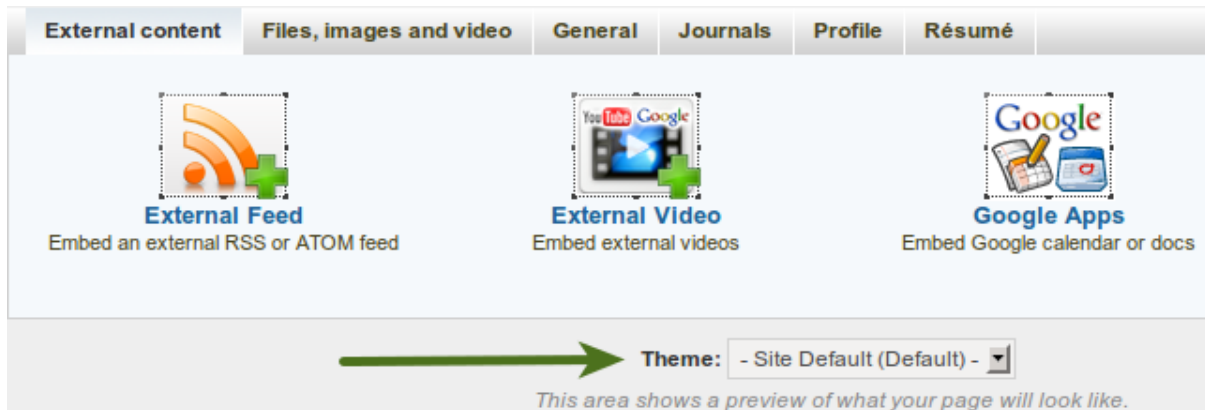 External content Files, images and video General Journals Profile Résumé
You Tube Google Google
External Feed External Video Google Apps
Embed an external RSS or ATOM feed Embed external videos Embed Google calendar or docs
Theme: - Site Default (Default) -
This area shows a preview of what your page will look like.